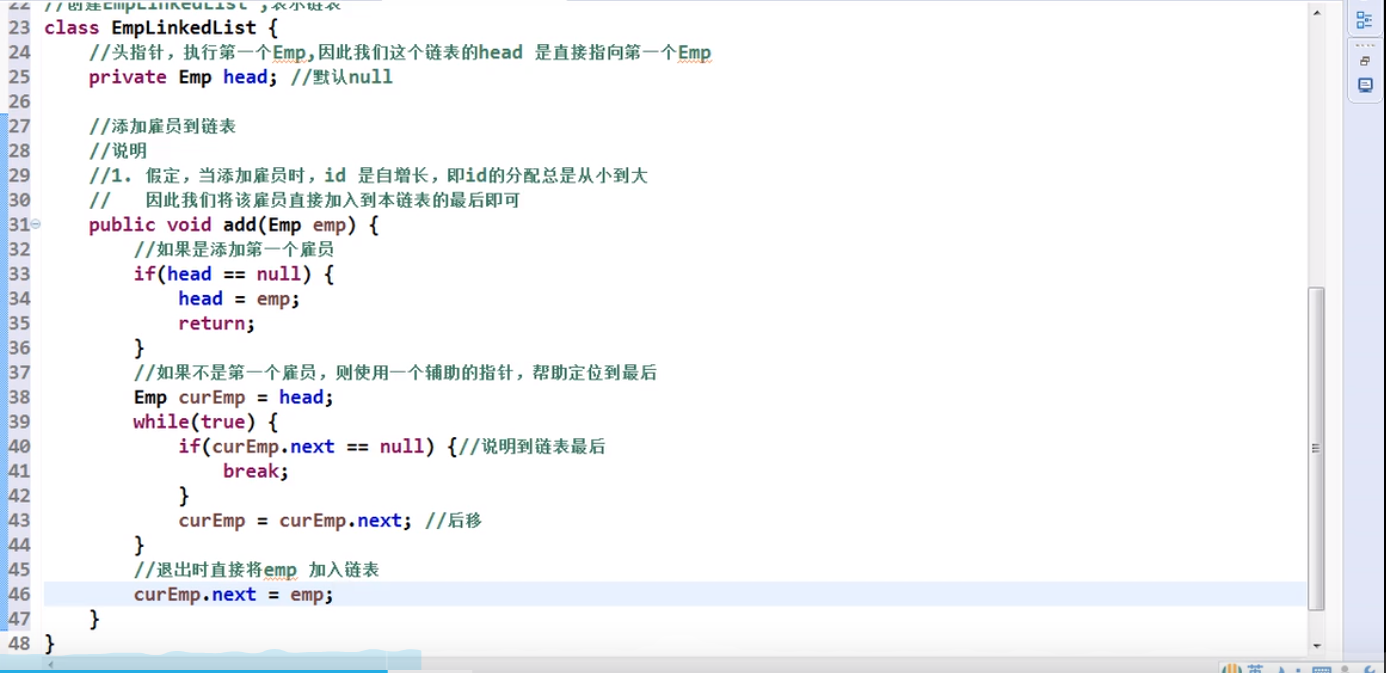 22 //创建EmpLinkedList ,表示链表
23 class EmpLinkedList {
24 //头指针，执行第一个Emp,因此我们这个链表的head 是直接指向第一个Emp
25 private Emp head; //默认null
26
27 //添加雇员到链表
28 //说明
29 //1. 假定，当添加雇员时，id 是自增长，即id的分配总是从小到大
30 // 因此我们将该雇员直接加入到本链表的最后即可
31 public void add(Emp emp) {
32 //如果是添加第一个雇员
33 if(head == null) {
34 head = emp;
35 return;
36 }
37 //如果不是第一个雇员，则使用一个辅助的指针，帮助定位到最后
38 Emp curEmp = head;
39 while(true) {
40 if(curEmp.next == null) {//说明到链表最后
41 break;
42 }
43 curEmp = curEmp.next; //后移
44 }
45 //退出时直接将emp 加入链表
46 curEmp.next = emp;
47 }
48 }
英